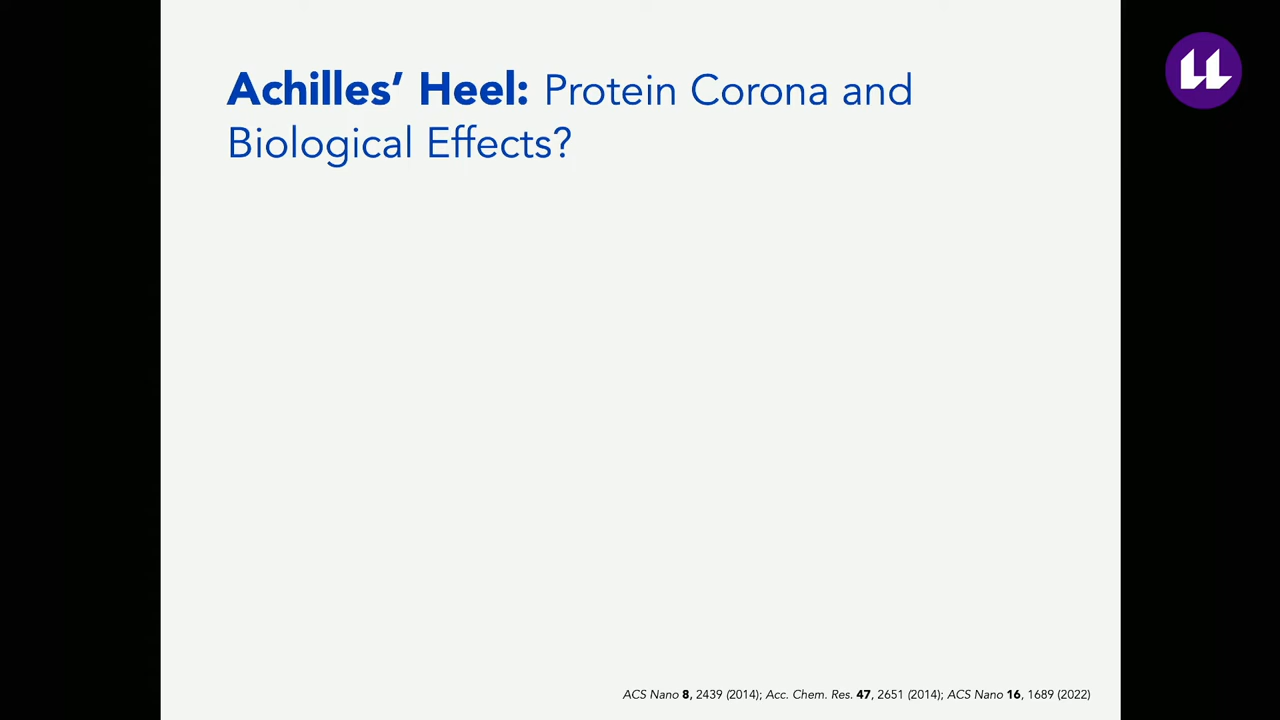 Achilles’ Heel: Protein Corona and
Biological Effects?
ACS Nano 8, 2439 (2014); Acc. Chem. Res. 47, 2651 (2014); ACS Nano 16, 1689 (2022)